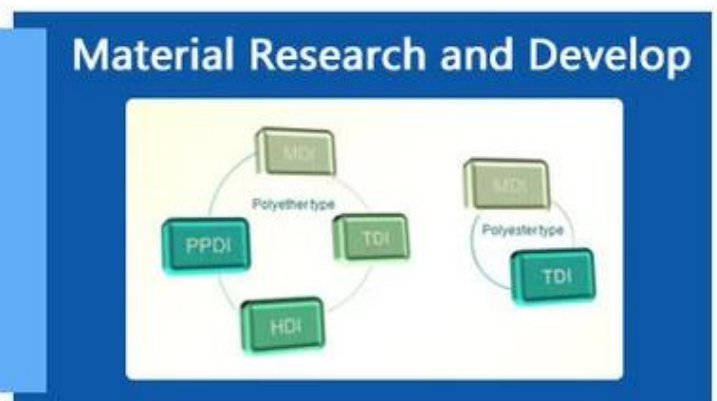 Material Research and Develop
MDI
Polyether type
PPDI
TDI
HDI
MDI
Polyester type
TDI